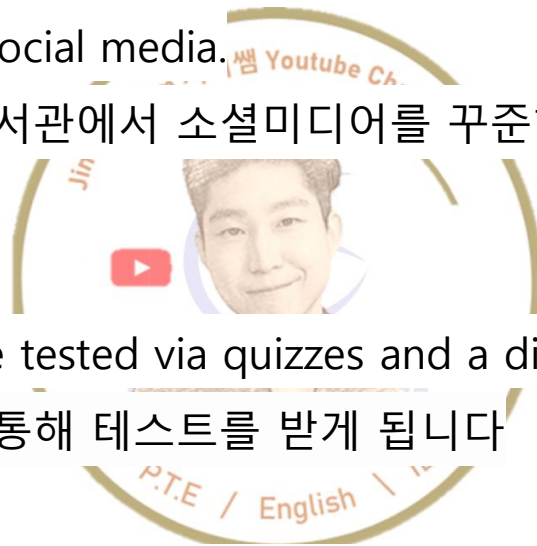 ocial media.
쌤 Youtube Ch
서관에서 소셜미디어를 꾸준
Jin
e tested via quizzes and a di
통해 테스트를 받게 됩니다
P.T.E / English \